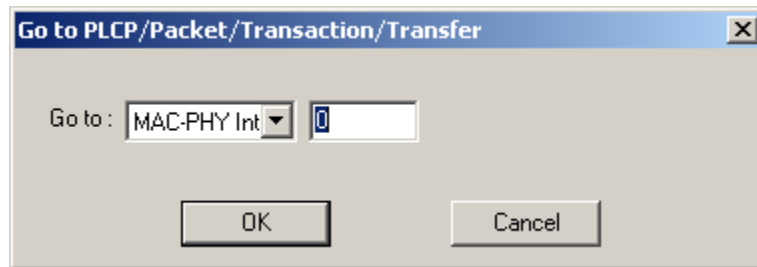 Go to PLCP/Packet/Transaction/Transfer
Go to : MAC-PHY Int 0
OK Cancel